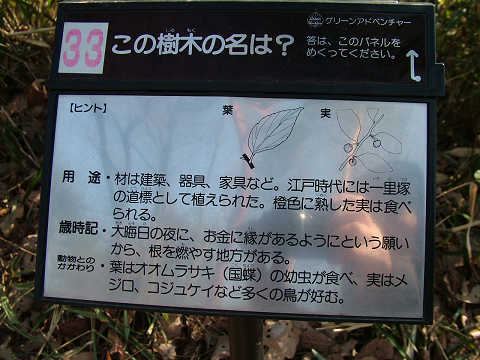 33
この樹木の名は？
グリーンアドベンチャー
答は、このパネルを
めくってください。
【ヒント】
葉
実
用途・材は建築、器具、家具など。江戸時代には一里塚
の道標として植えられた。橙色に熟した実は食べ
られる。
歳時記・大晦日の夜に、お金に縁があるようにという願い
から、根を燃やす地方がある。
動物との
かかわり
・葉はオオムラサキ（国蝶）の幼虫が食べ、実はメ
ジロ、コジュケイなど多くの鳥が好む。